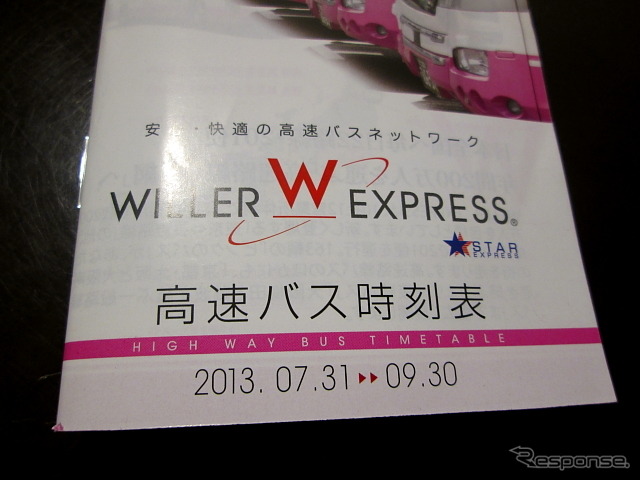 安心・快適の高速バスネットワーク
WILLER W EXPRESS®
STAR
EXPRESS
高速バス時刻表
HIGH WAY BUS TIMETABLE
2013. 07.31 ▸▸ 09.30
Response.